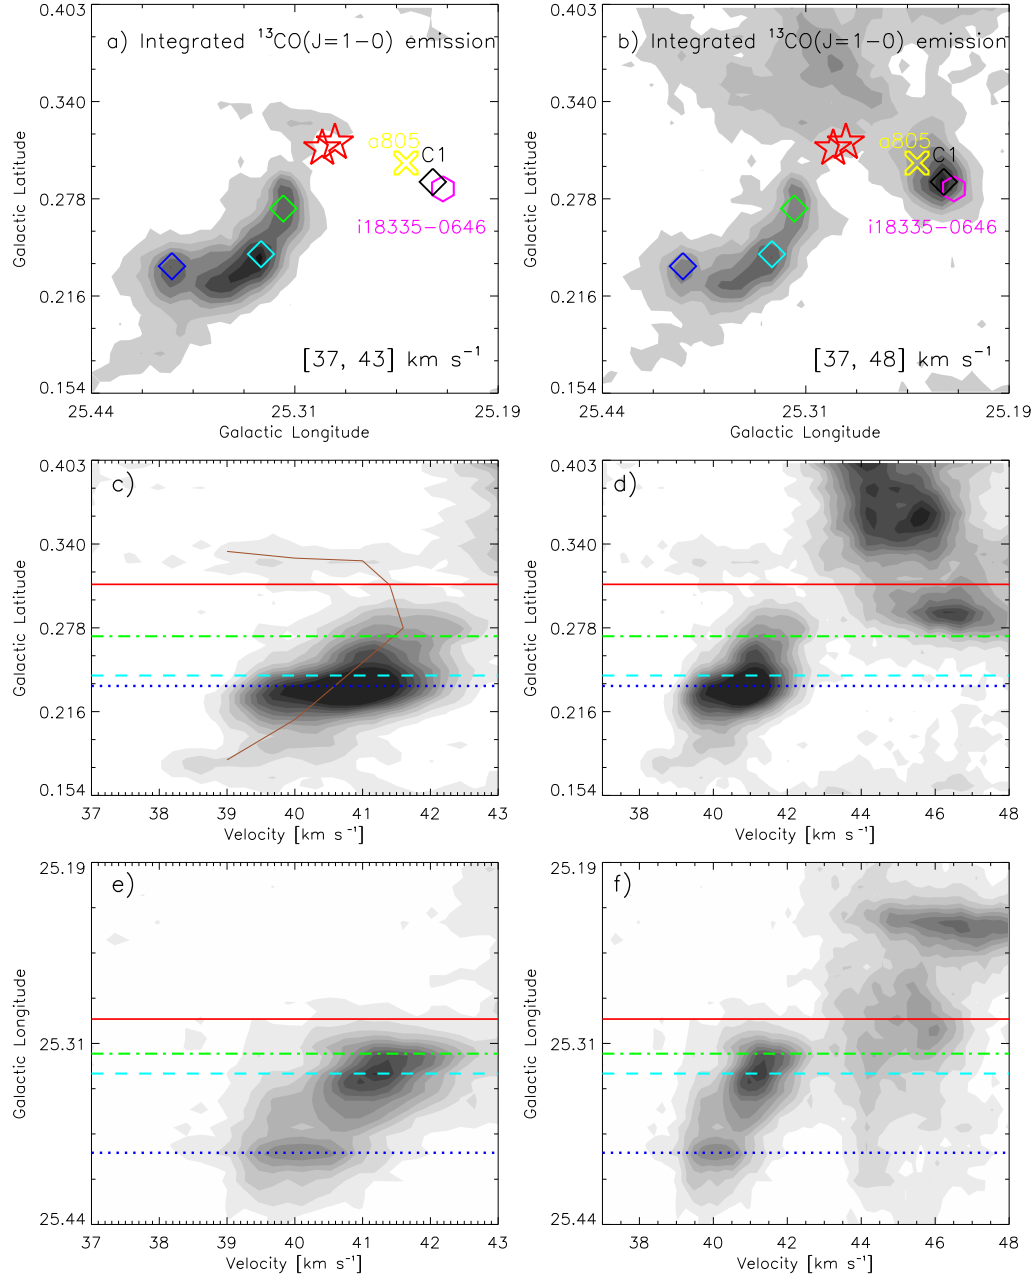 a) Integrated ¹³CO(J=1−0) emission
0.403
0.340
0.278
0.216
0.154
Galactic Latitude
a805
C1
i18335−0646
[37, 43] km s⁻¹
25.44
25.31
25.19
Galactic Longitude
b) Integrated ¹³CO(J=1−0) emission
0.403
0.340
0.278
0.216
0.154
Galactic Latitude
a805
C1
i18335−0646
[37, 48] km s⁻¹
25.44
25.31
25.19
Galactic Longitude
c)
0.403
0.340
0.278
0.216
0.154
Galactic Latitude
37
38
39
40
41
42
43
Velocity [km s⁻¹]
d)
0.403
0.340
0.278
0.216
0.154
Galactic Latitude
38
40
42
44
46
48
Velocity [km s⁻¹]
e)
25.19
25.31
25.44
Galactic Longitude
37
38
39
40
41
42
43
Velocity [km s⁻¹]
f)
25.19
25.31
25.44
Galactic Longitude
38
40
42
44
46
48
Velocity [km s⁻¹]